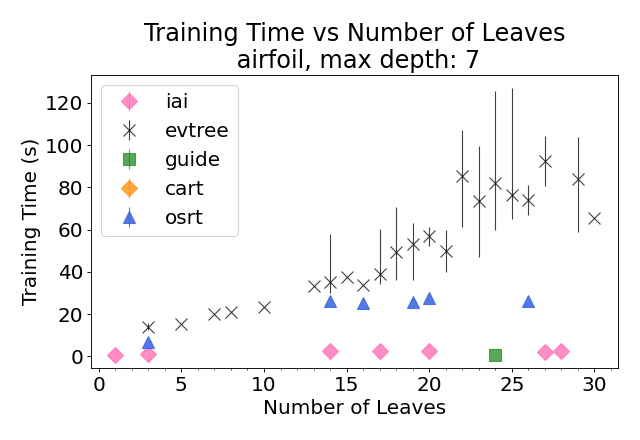 Training Time vs Number of Leaves
airfoil, max depth: 7
Training Time (s)
120
100
80
60
40
20
0
iai
evtree
guide
cart
osrt
0 5 10 15 20 25 30
Number of Leaves